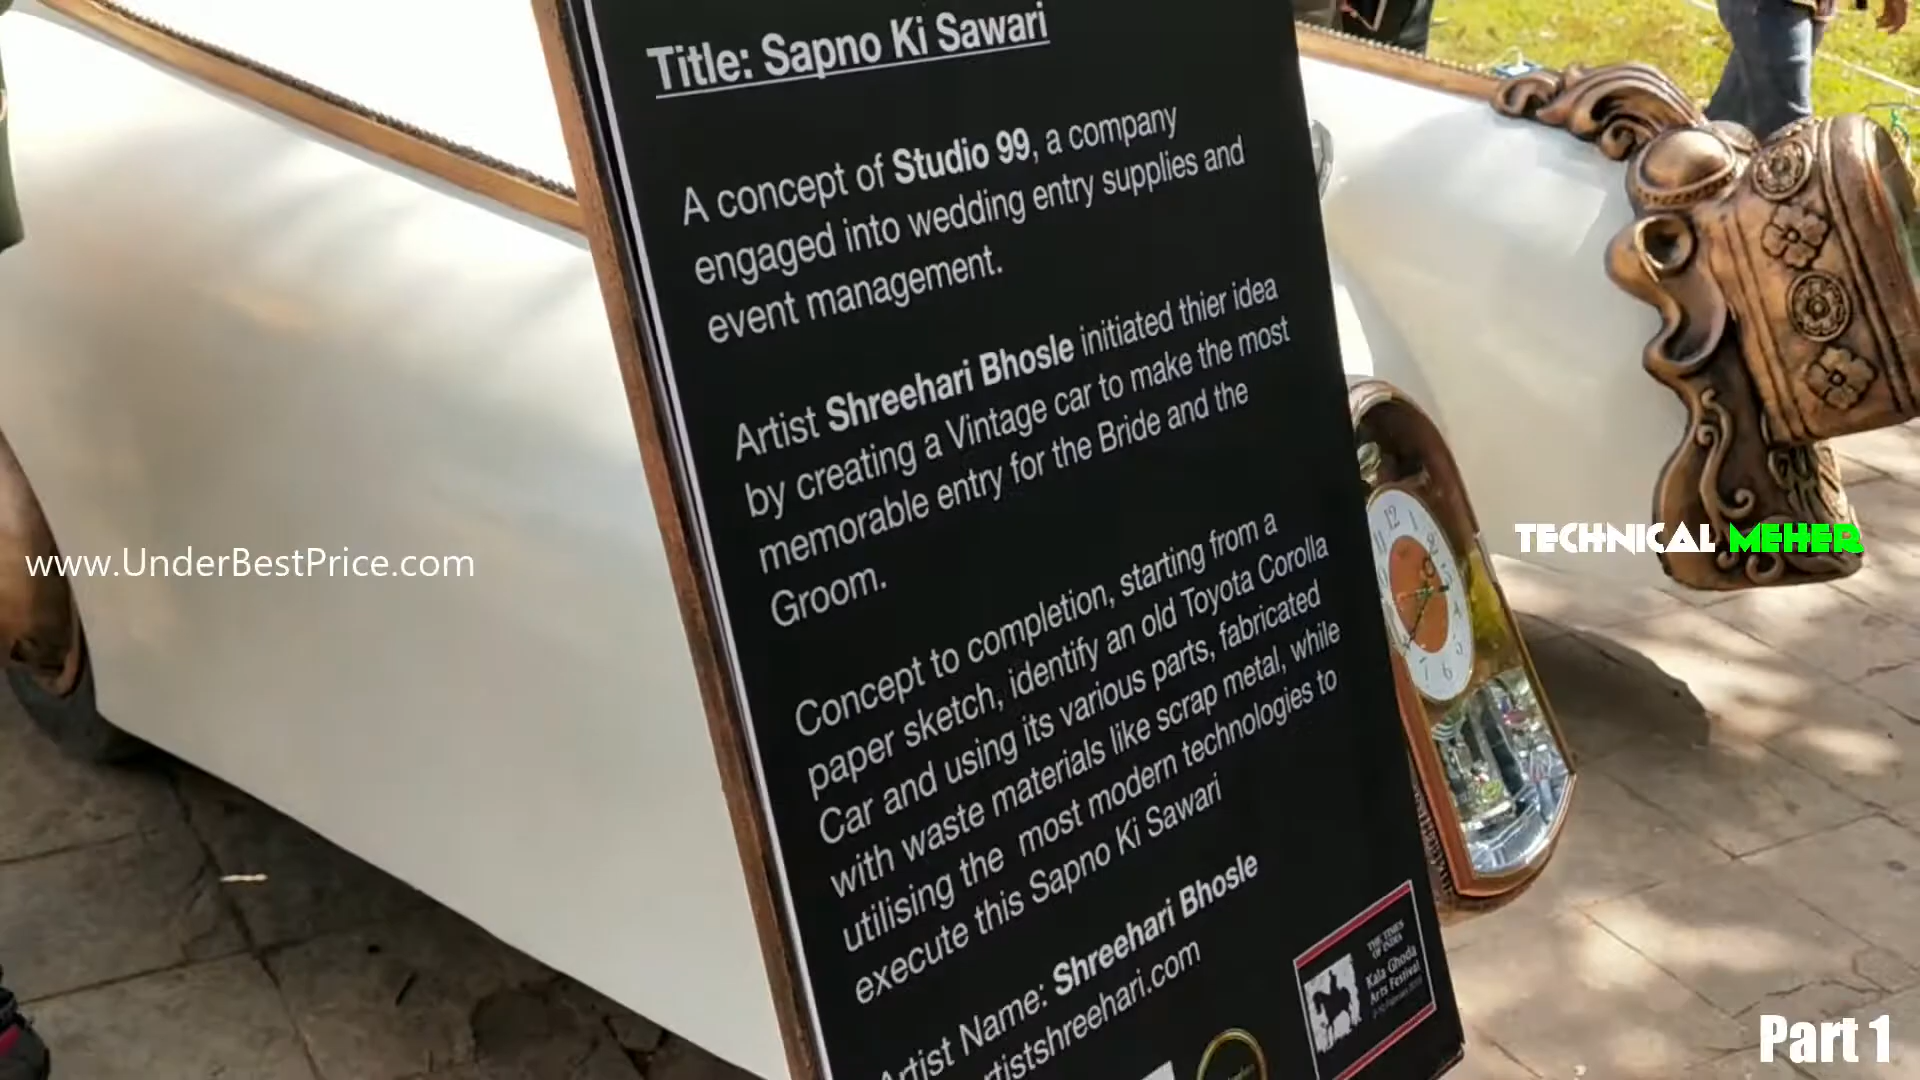 Title: Sapno Ki Sawari
A concept of Studio 99, a company
engaged into wedding entry supplies and
event management.
Artist Shreehari Bhosle initiated thier idea
by creating a Vintage car to make the most
memorable entry for the Bride and the
Groom.
Concept to completion, starting from a
paper sketch, identify an old Toyota Corolla
Car and using its various parts, fabricated
with waste materials like scrap metal, while
utilising the most modern technologies to
execute this Sapno Ki Sawari
Artist Name: Shreehari Bhosle
artistshreehari.com
THE TIMES
OF INDIA
Kala Ghoda
Arts Festival
www.UnderBestPrice.com
TECHNICAL MEHER
Part 1